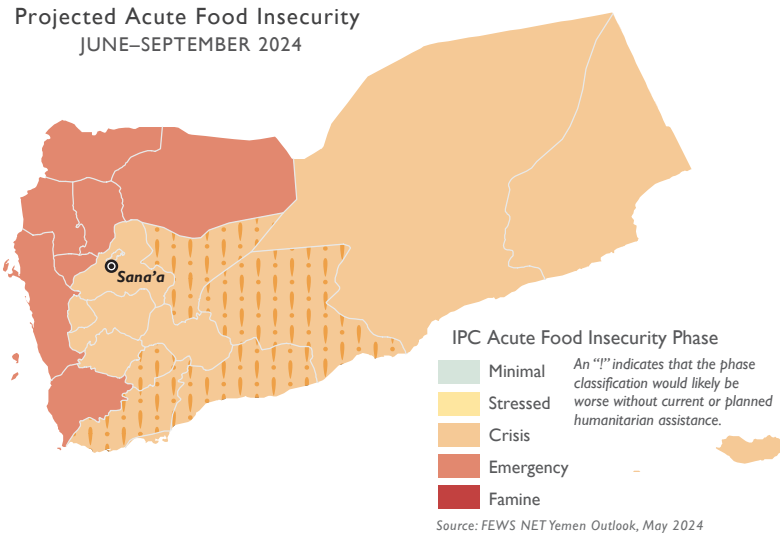 Projected Acute Food Insecurity
JUNE–SEPTEMBER 2024
Sana’a
IPC Acute Food Insecurity Phase
Minimal
Stressed
Crisis
Emergency
Famine
An “!” indicates that the phase
classification would likely be
worse without current or planned
humanitarian assistance.
Source: FEWS NET Yemen Outlook, May 2024